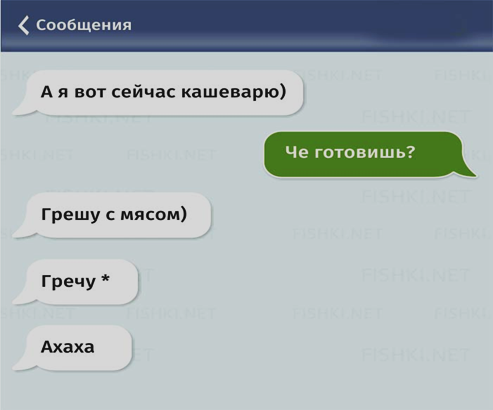 Сообщения
А я вот сейчас кашеварю)
Че готовишь?
Грешу с мясом)
Гречу *
Ахаха
FISHKI.NET